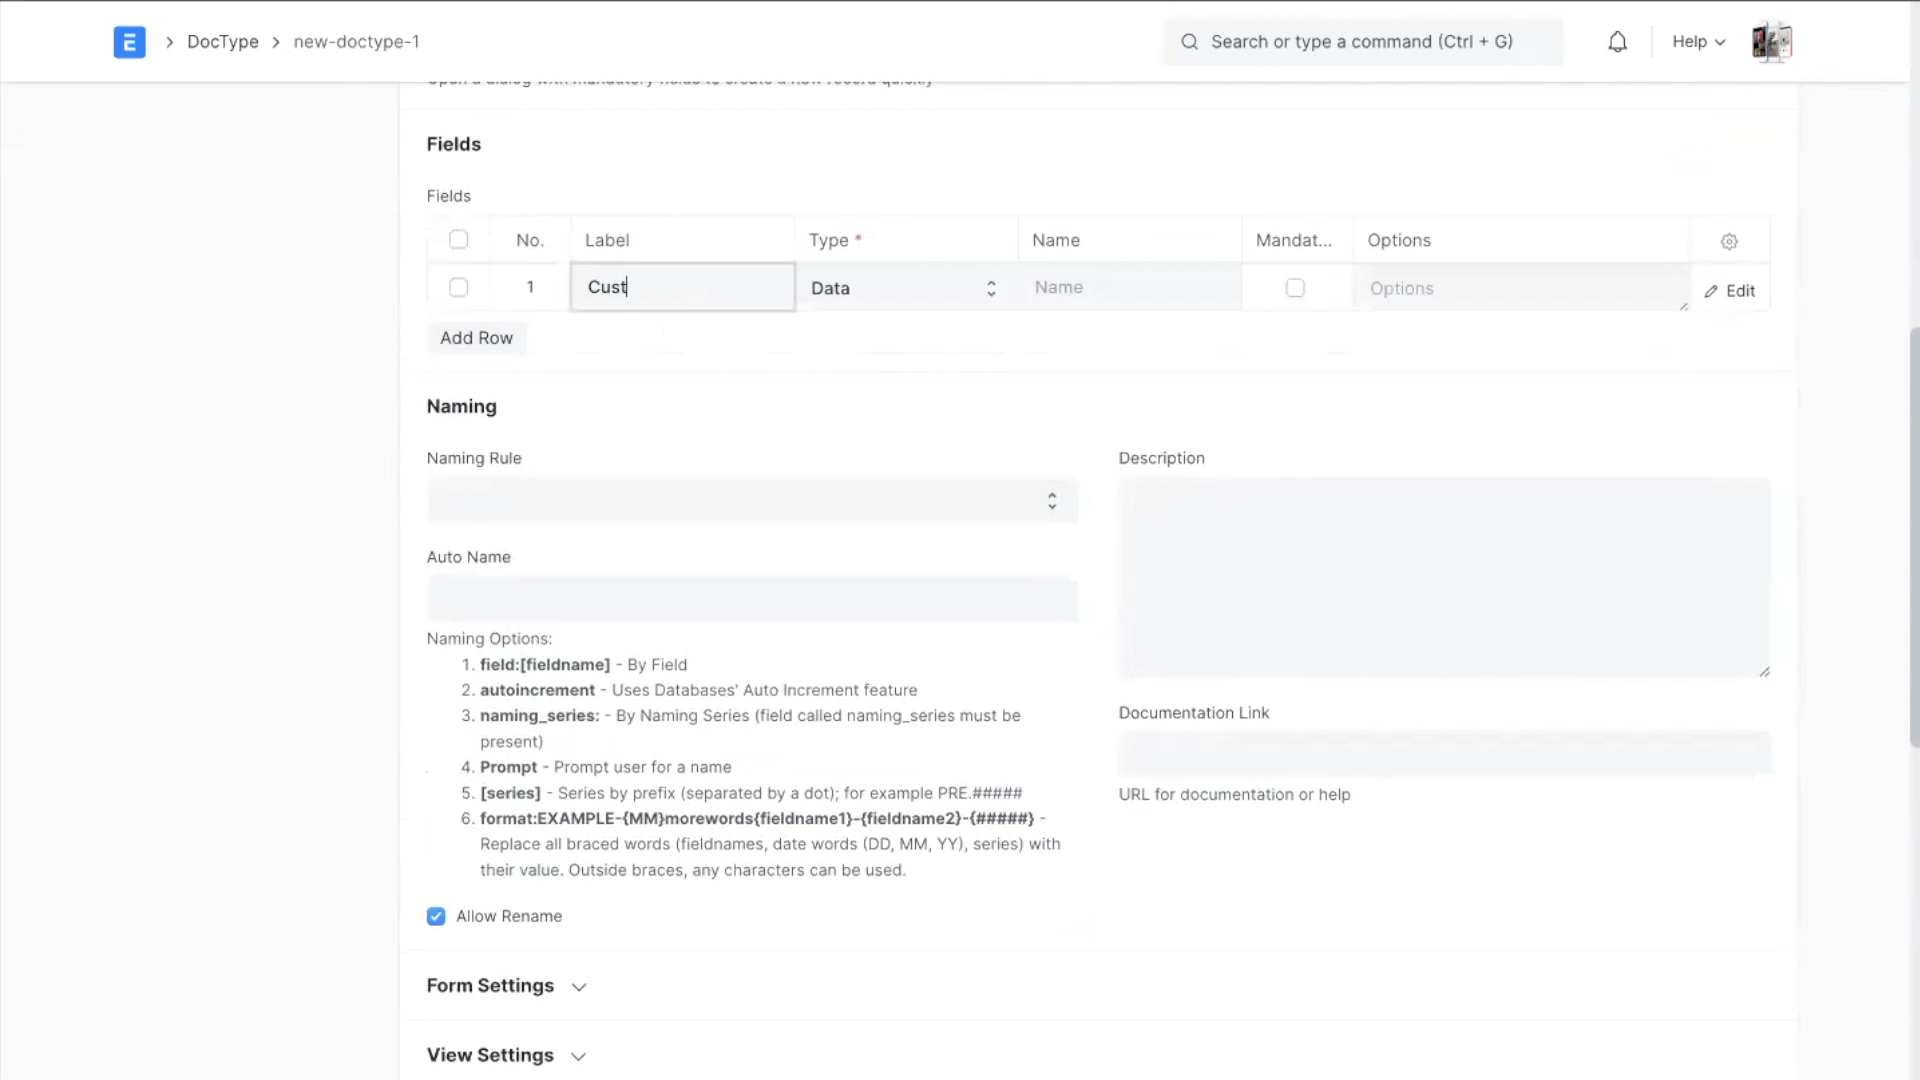 E > DocType > new-doctype-1
Search or type a command (Ctrl + G)
Help
Open a dialog with mandatory fields to create a new record quickly
Fields
Fields
No. Label Type * Name Mandat... Options
1 Cust Data Name Options Edit
Add Row
Naming
Naming Rule
Auto Name
Naming Options:
1. field:[fieldname] - By Field
2. autoincrement - Uses Databases' Auto Increment feature
3. naming_series: - By Naming Series (field called naming_series must be
present)
4. Prompt - Prompt user for a name
5. [series] - Series by prefix (separated by a dot); for example PRE.#####
6. format:EXAMPLE-{MM}morewords{fieldname1}-{fieldname2}-{#####} -
Replace all braced words (fieldnames, date words (DD, MM, YY), series) with
their value. Outside braces, any characters can be used.
Allow Rename
Description
Documentation Link
URL for documentation or help
Form Settings
View Settings